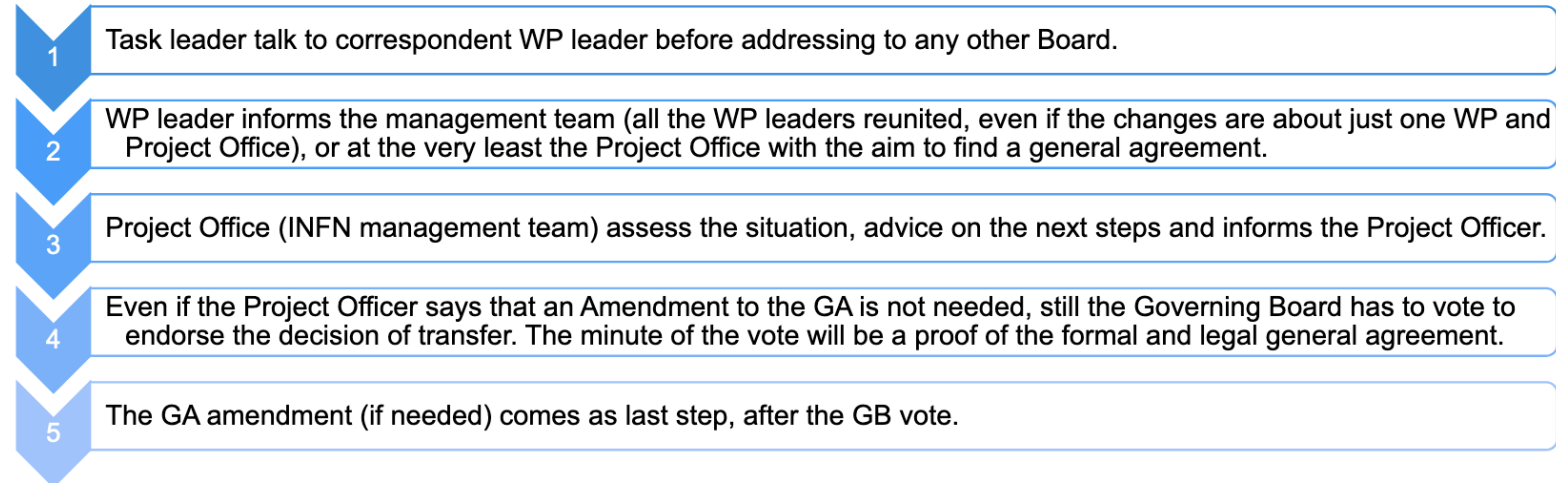 1
Task leader talk to correspondent WP leader before addressing to any other Board.
2
WP leader informs the management team (all the WP leaders reunited, even if the changes are about just one WP and
Project Office), or at the very least the Project Office with the aim to find a general agreement.
3
Project Office (INFN management team) assess the situation, advice on the next steps and informs the Project Officer.
4
Even if the Project Officer says that an Amendment to the GA is not needed, still the Governing Board has to vote to
endorse the decision of transfer. The minute of the vote will be a proof of the formal and legal general agreement.
5
The GA amendment (if needed) comes as last step, after the GB vote.